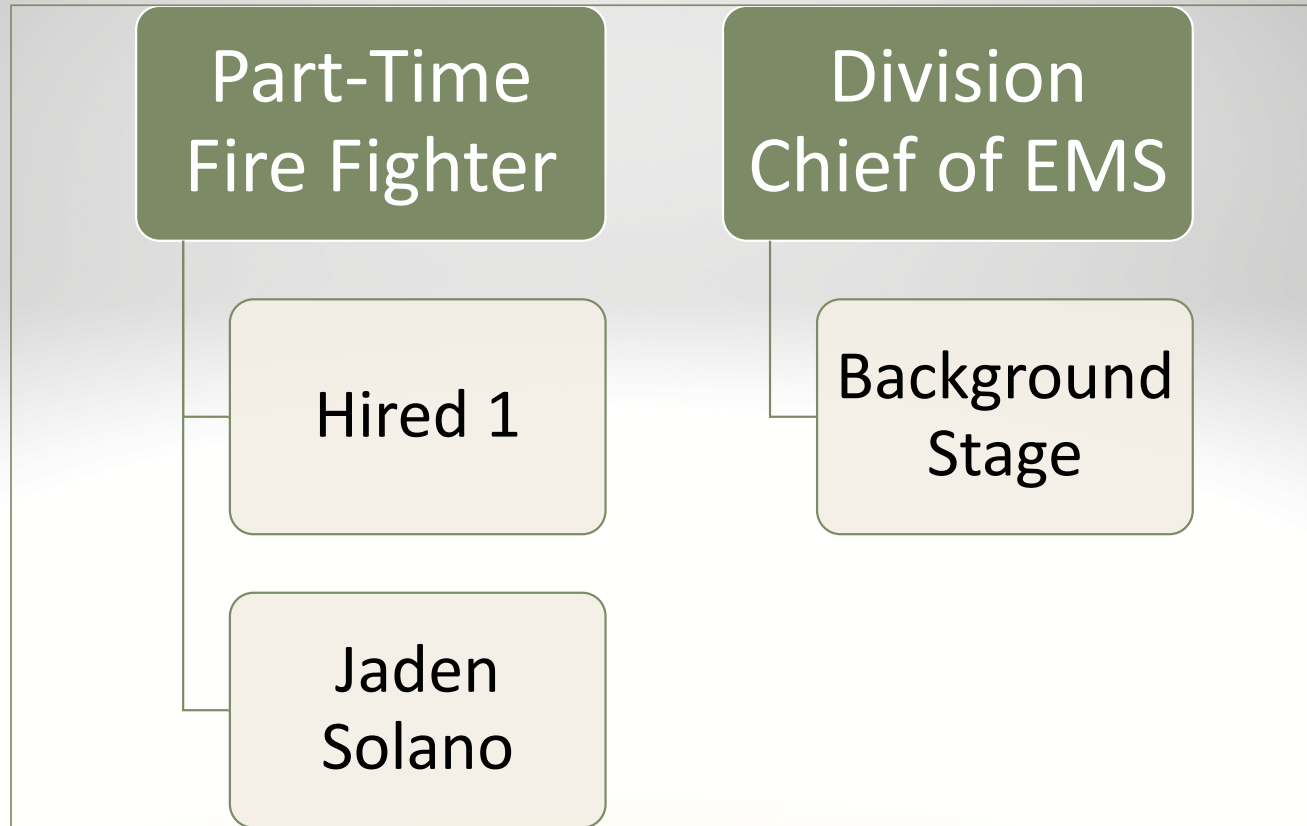 Part-Time
Fire Fighter
Hired 1
Jaden
Solano
Division
Chief of EMS
Background
Stage